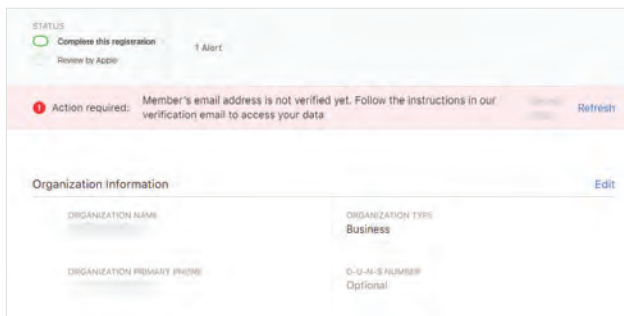 STATUS
Complete this registration
1 Alert
Review by Apple
Action required: Member's email address is not verified yet. Follow the instructions in our
verification email to access your data
Refresh
Organization Information
Edit
ORGANIZATION NAME
ORGANIZATION TYPE
Business
ORGANIZATION PRIMARY PHONE
D-U-N-S NUMBER
Optional